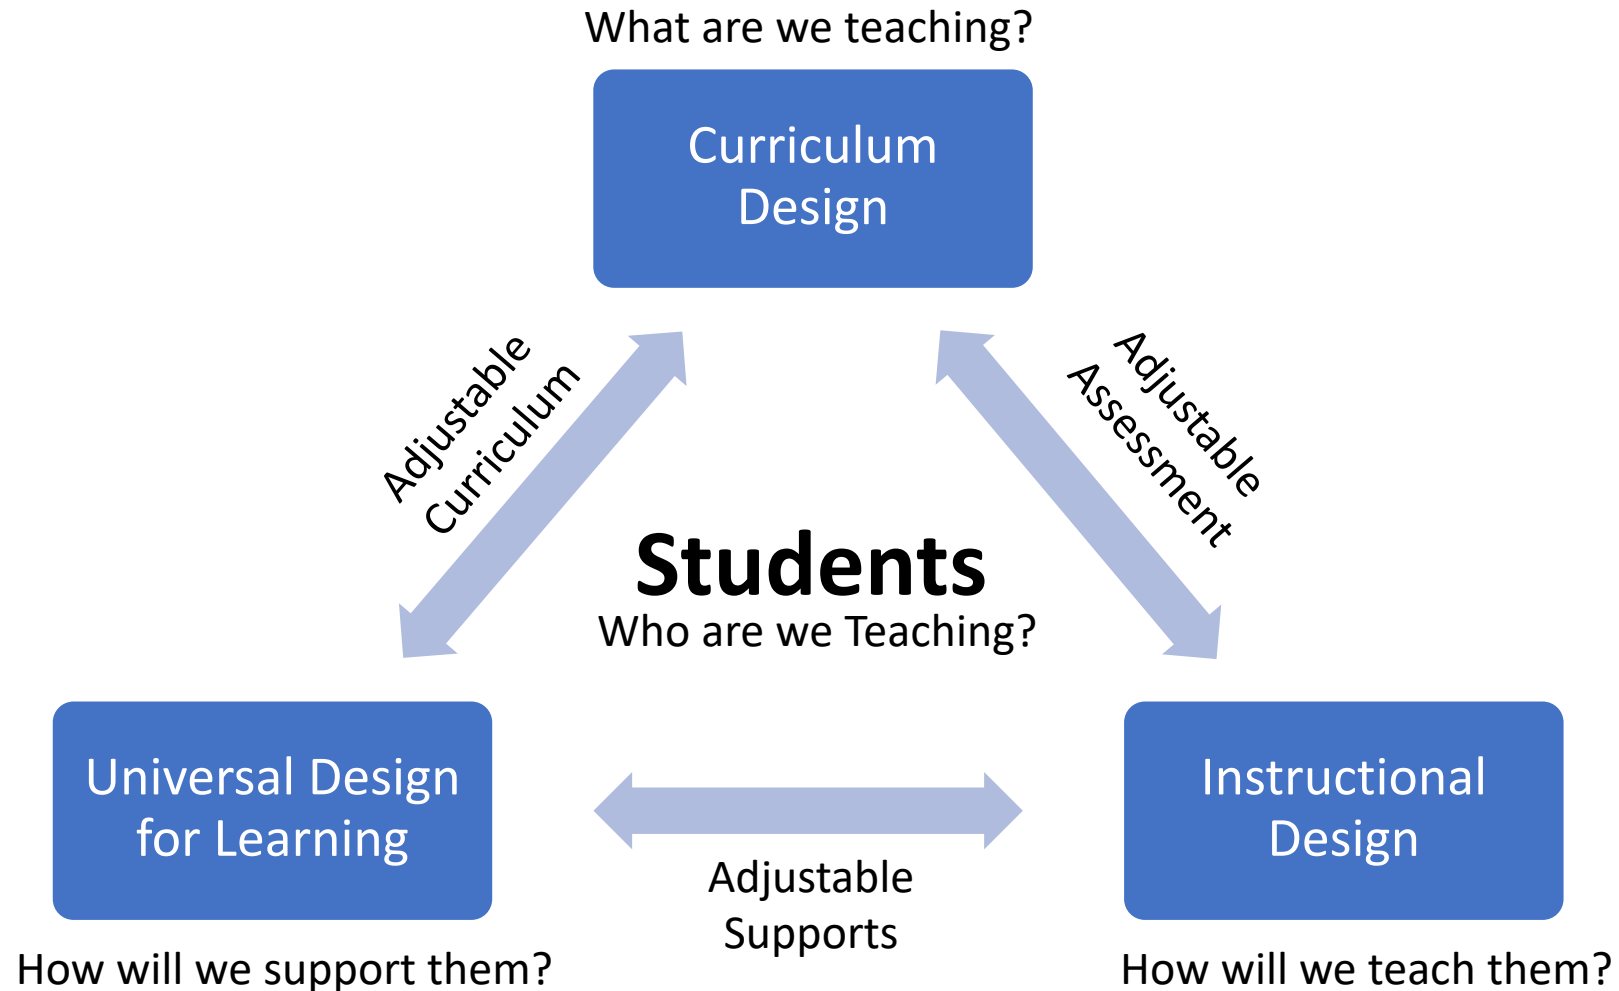 What are we teaching?
Curriculum
Design
Adjustable
Curriculum
Adjustable
Assessment
Students
Who are we Teaching?
Universal Design
for Learning
Instructional
Design
Adjustable
Supports
How will we support them?
How will we teach them?